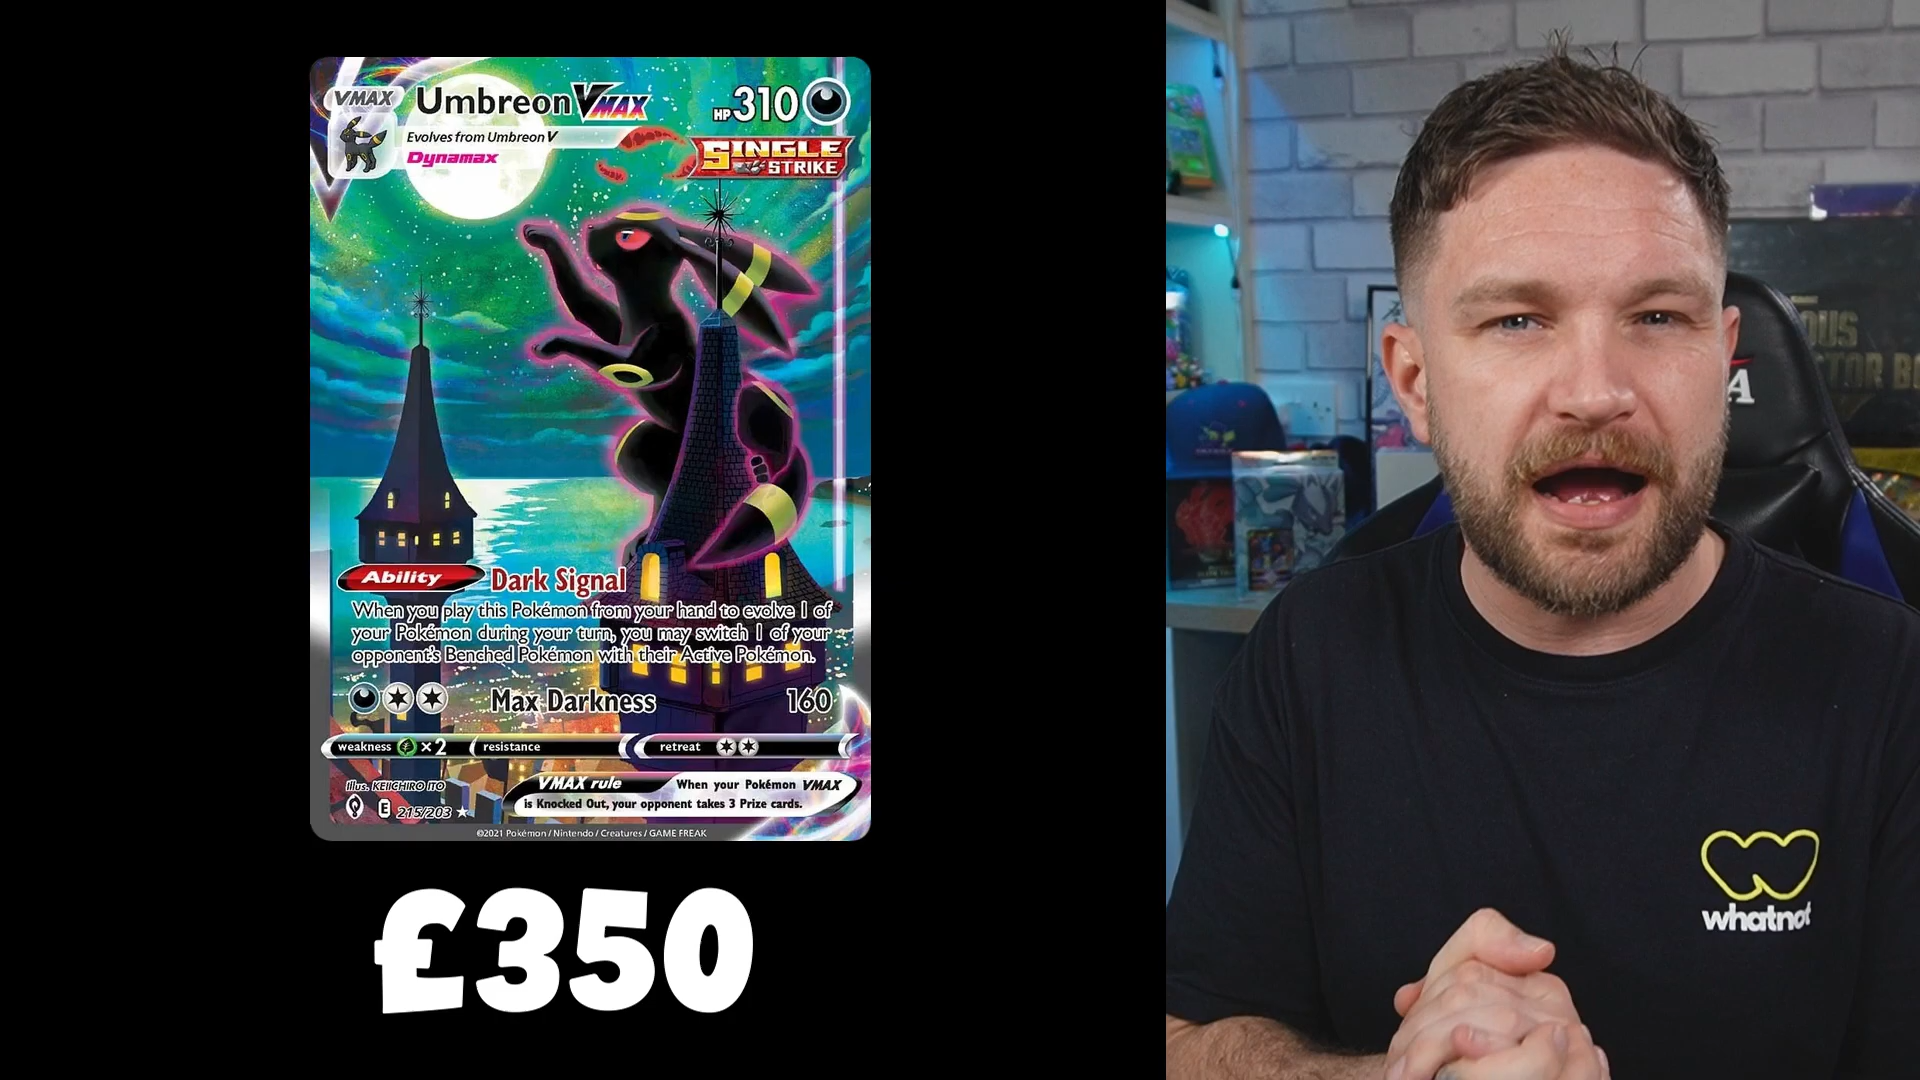 VMAX
Umbreon VMAX
HP 310
Evolves from Umbreon V
Dynamax
SINGLE STRIKE
Ability
Dark Signal
When you play this Pokémon from your hand to evolve 1 of
your Pokémon during your turn, you may switch 1 of your
opponent's Benched Pokémon with their Active Pokémon.
Max Darkness 160
weakness ×2 resistance retreat
VMAX rule When your Pokémon VMAX
is Knocked Out, your opponent takes 3 Prize cards.
Illus. KEIICHIRO ITO
E 215/203 ★
©2021 Pokémon / Nintendo / Creatures / GAME FREAK
£350
whatnot